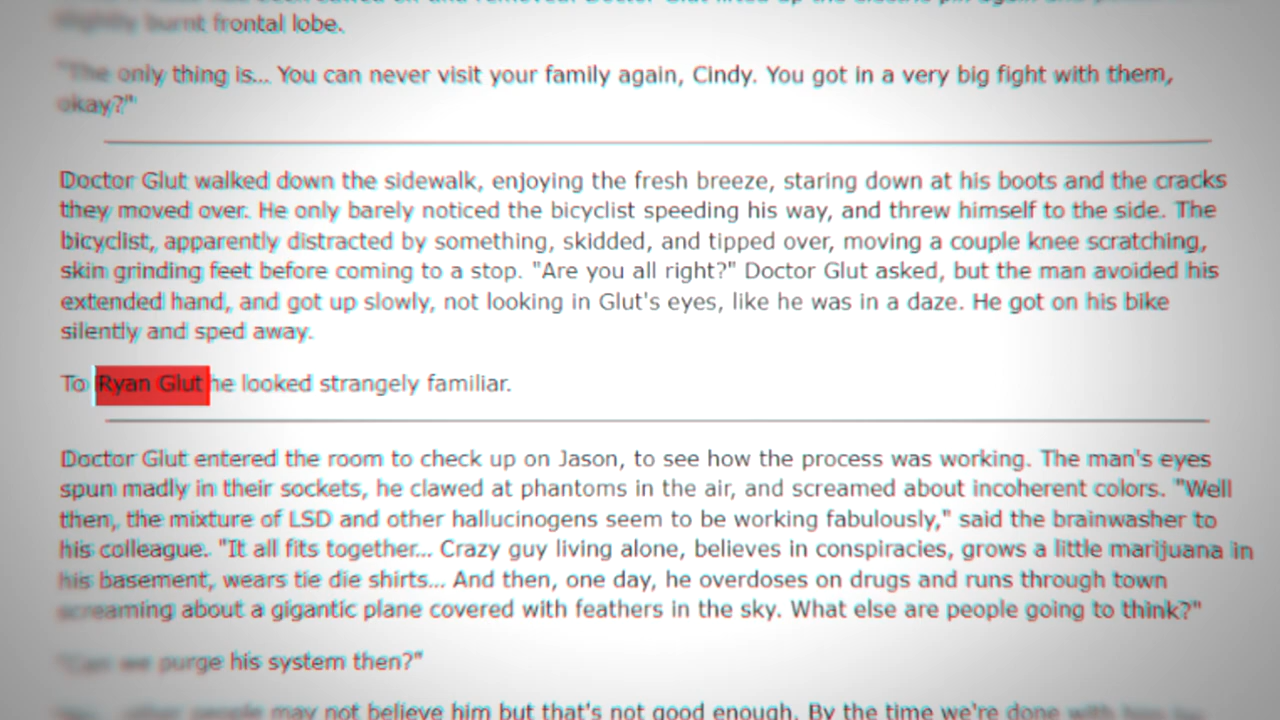 frontal lobe.
"The only thing is... You can never visit your family again, Cindy. You got in a very big fight with them,
okay?"
Doctor Glut walked down the sidewalk, enjoying the fresh breeze, staring down at his boots and the cracks
they moved over. He only barely noticed the bicyclist speeding his way, and threw himself to the side. The
bicyclist, apparently distracted by something, skidded, and tipped over, moving a couple knee scratching,
skin grinding feet before coming to a stop. "Are you all right?" Doctor Glut asked, but the man avoided his
extended hand, and got up slowly, not looking in Glut's eyes, like he was in a daze. He got on his bike
silently and sped away.
To Ryan Glut he looked strangely familiar.
Doctor Glut entered the room to check up on Jason, to see how the process was working. The man's eyes
spun madly in their sockets, he clawed at phantoms in the air, and screamed about incoherent colors. "Well
then, the mixture of LSD and other hallucinogens seem to be working fabulously," said the brainwasher to
his colleague. "It all fits together... Crazy guy living alone, believes in conspiracies, grows a little marijuana in
his basement, wears tie die shirts... And then, one day, he overdoses on drugs and runs through town
screaming about a gigantic plane covered with feathers in the sky. What else are people going to think?"
"Can we purge his system then?"
other people may not believe him but that's not good enough. By the time we're done with